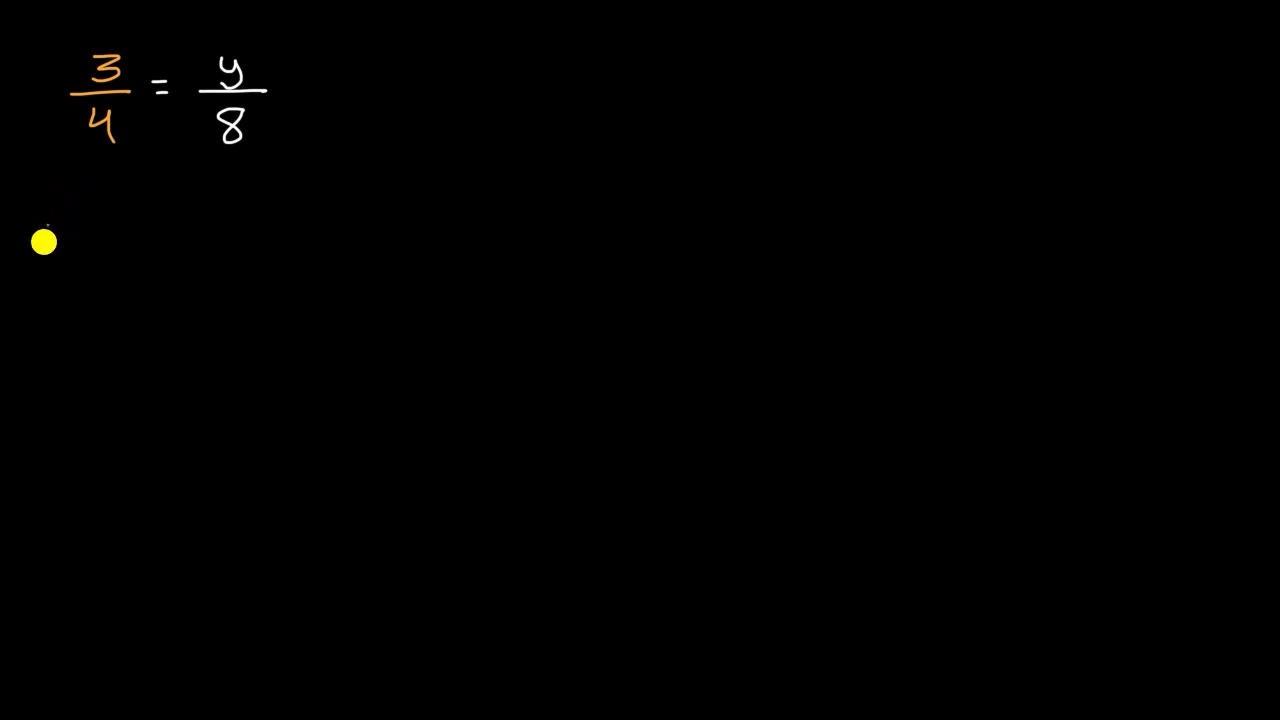 3/4 = y/8